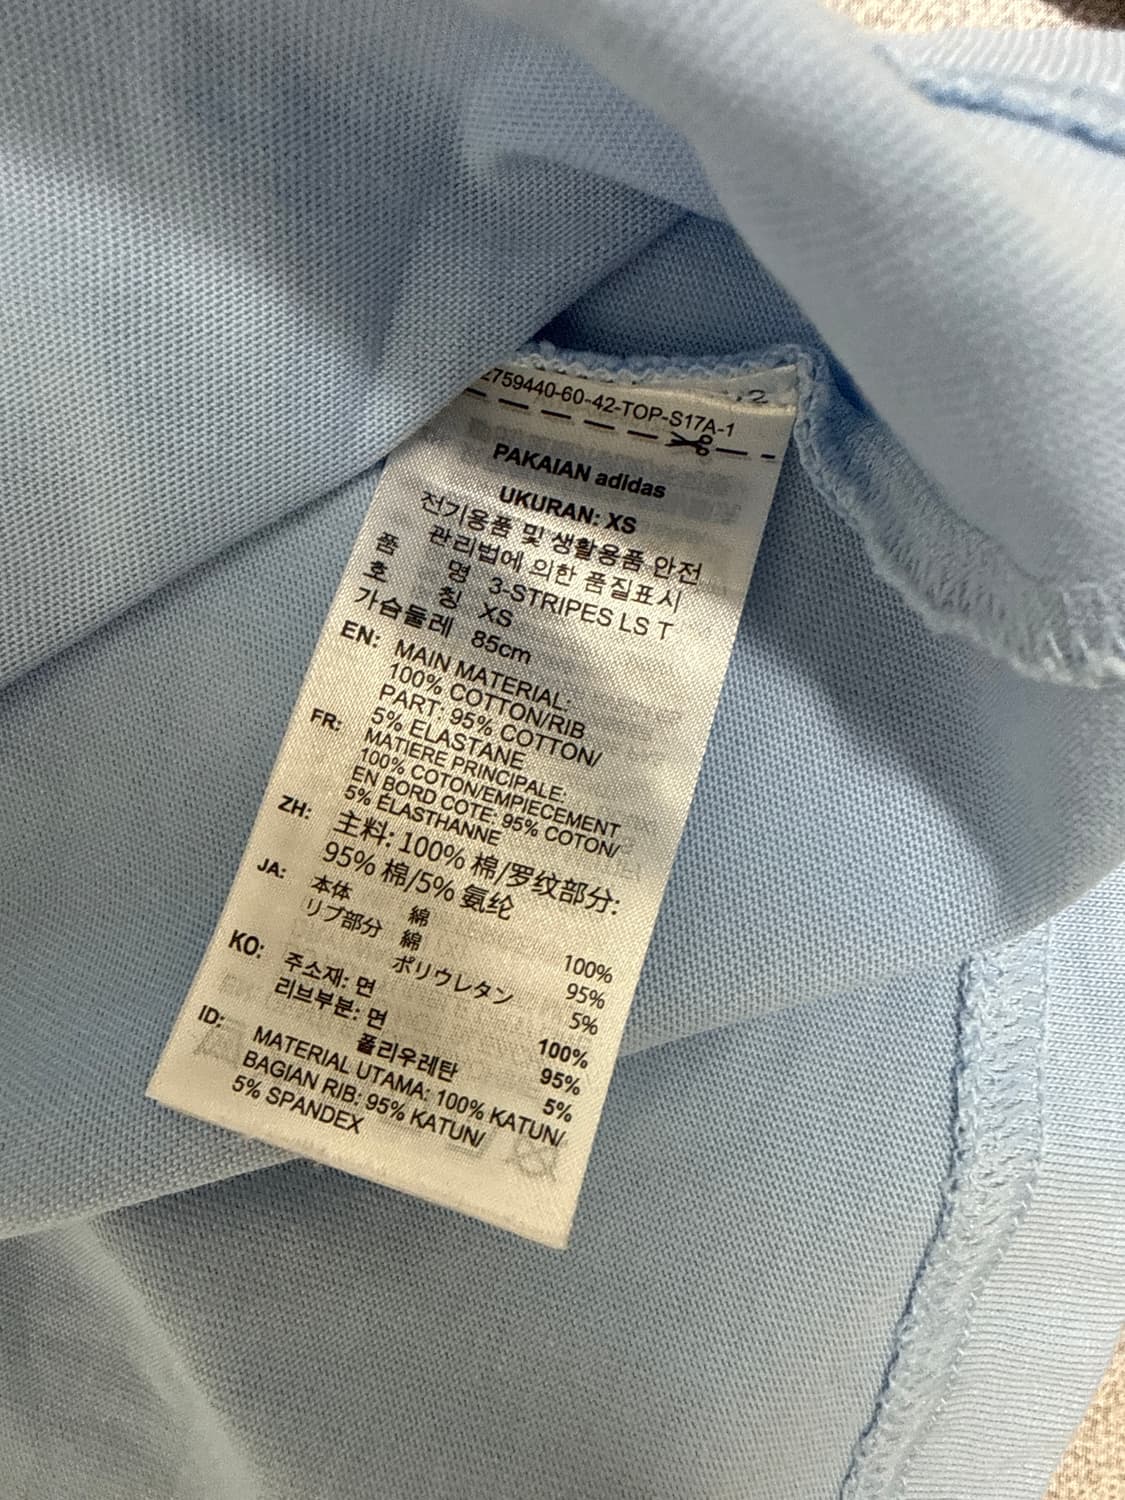 759440-60-42-TOP-S17A-1
2
PAKAIAN adidas
UKURAN: XS
전기용품 및 생활용품 안전
관리법에 의한 품질표시
품 명 3-STRIPES LS T
호 칭 XS
가슴둘레 85cm
EN: MAIN MATERIAL:
100% COTTON/RIB
PART: 95% COTTON/
5% ELASTANE
FR: MATIERE PRINCIPALE:
100% COTON/EMPIECEMENT
EN BORD COTE: 95% COTON/
5% ELASTHANNE
ZH: 主料: 100% 棉/罗纹部分:
95% 棉/5% 氨纶
JA: 本体 綿 100%
リブ部分 綿 95%
ポリウレタン 5%
KO: 주소재: 면 100%
리브부분: 면 95%
폴리우레탄 5%
ID: MATERIAL UTAMA: 100% KATUN/
BAGIAN RIB: 95% KATUN/
5% SPANDEX